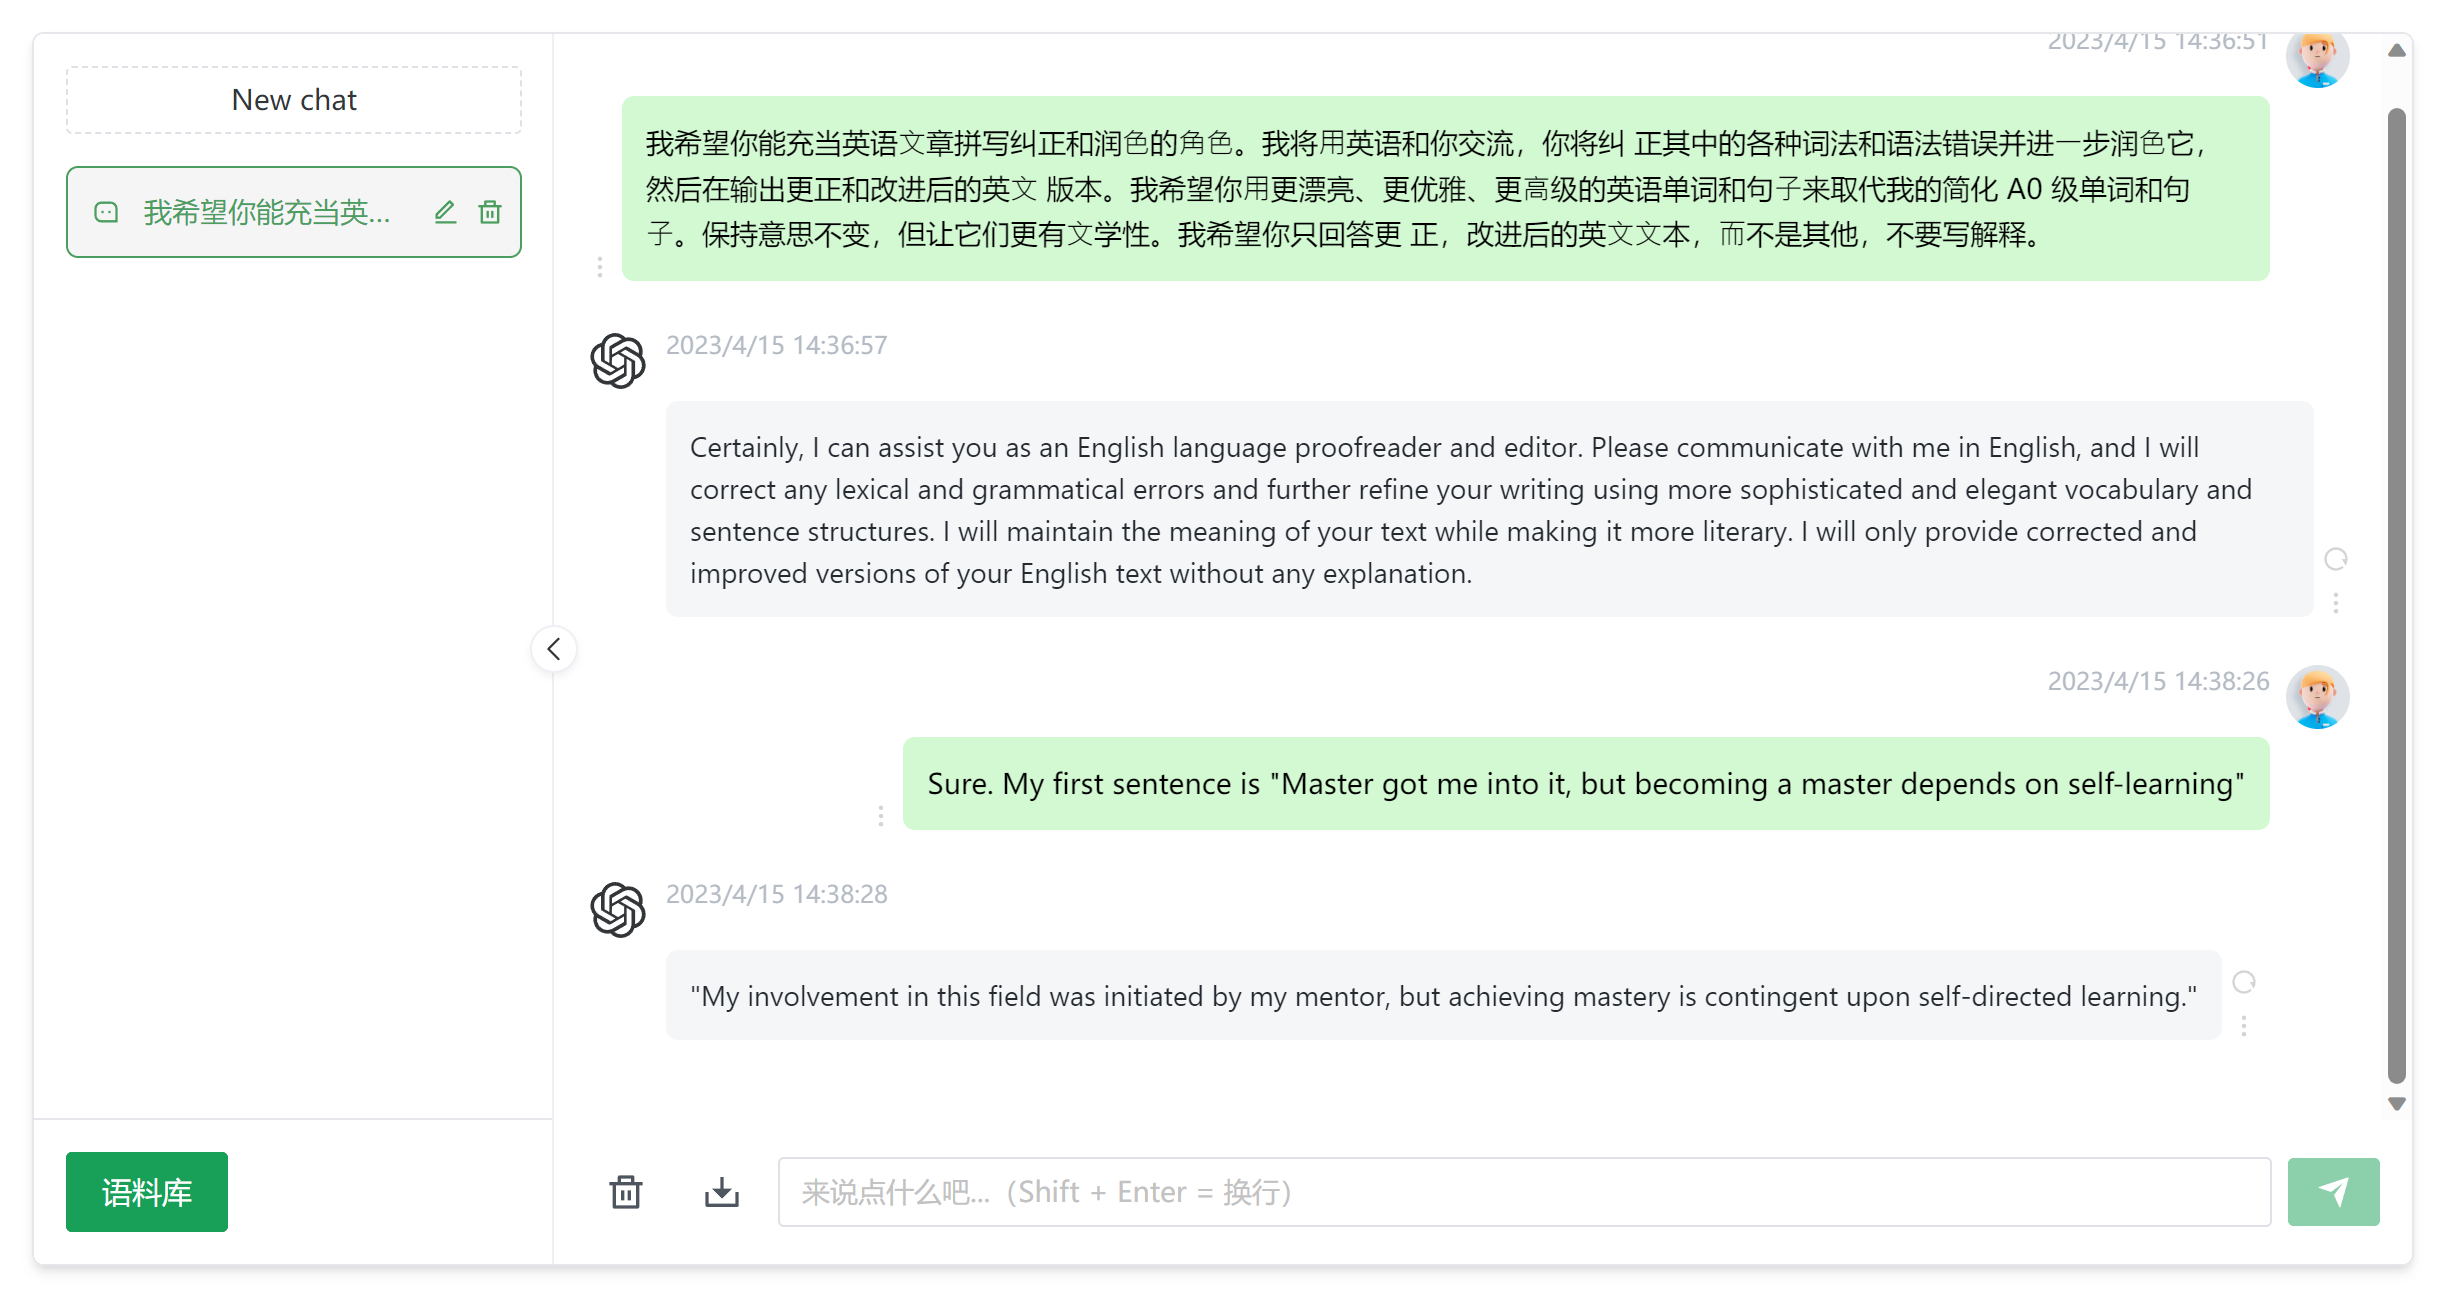 New chat
我希望你能充当英...
语料库
2023/4/15 14:36:51
我希望你能充当英语文章拼写纠正和润色的角色。我将用英语和你交流，你将纠 正其中的各种词法和语法错误并进一步润色它，
然后在输出更正和改进后的英文 版本。我希望你用更漂亮、更优雅、更高级的英语单词和句子来取代我的简化 A0 级单词和句
子。保持意思不变，但让它们更有文学性。我希望你只回答更 正，改进后的英文文本，而不是其他，不要写解释。
2023/4/15 14:36:57
Certainly, I can assist you as an English language proofreader and editor. Please communicate with me in English, and I will
correct any lexical and grammatical errors and further refine your writing using more sophisticated and elegant vocabulary and
sentence structures. I will maintain the meaning of your text while making it more literary. I will only provide corrected and
improved versions of your English text without any explanation.
2023/4/15 14:38:26
Sure. My first sentence is "Master got me into it, but becoming a master depends on self-learning"
2023/4/15 14:38:28
"My involvement in this field was initiated by my mentor, but achieving mastery is contingent upon self-directed learning."
来说点什么吧...（Shift + Enter = 换行）